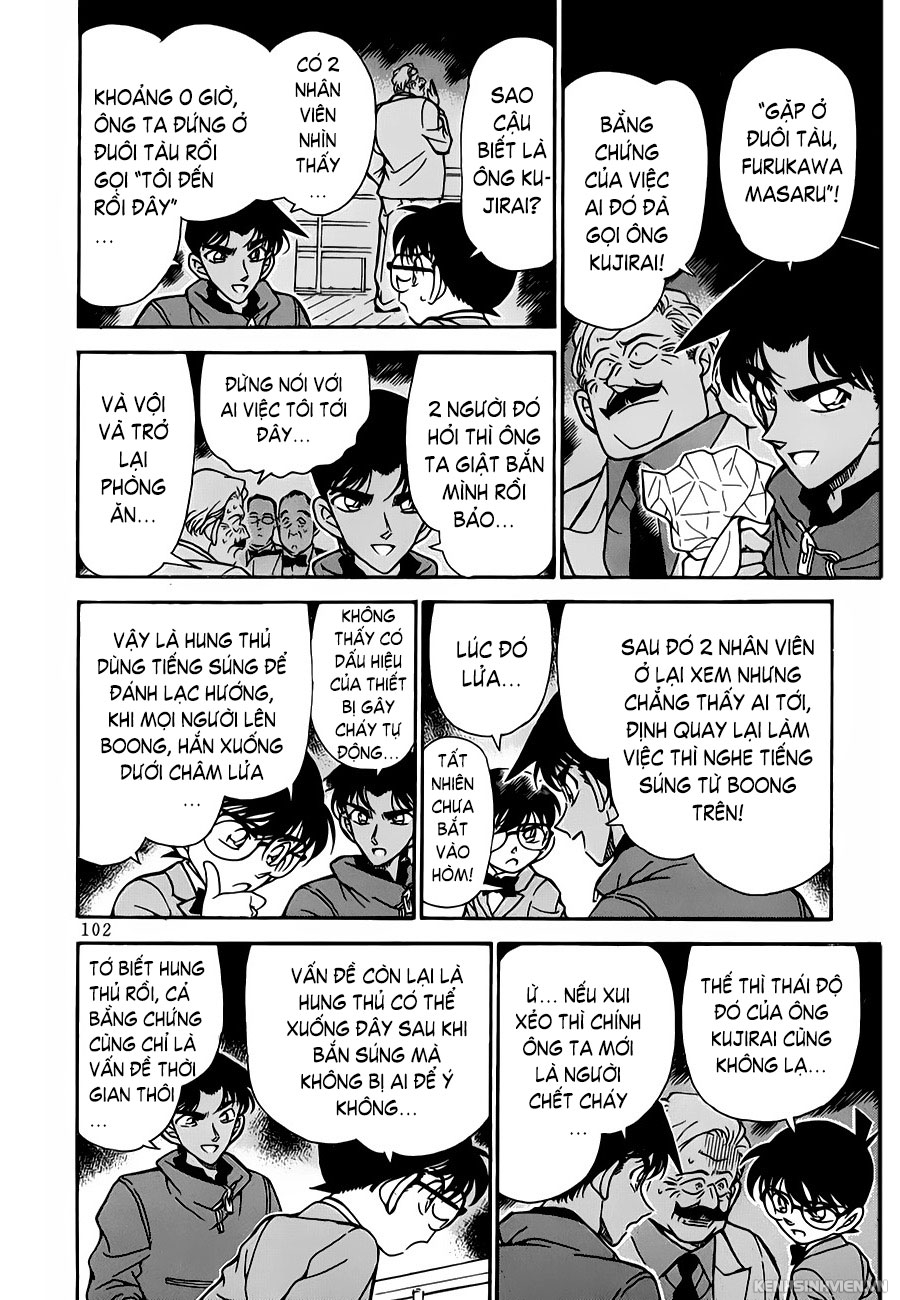 "GẶP Ở
ĐUÔI TÀU,
FURUKAWA
MASARU"!
BẰNG
CHỨNG
CỦA VIỆC
AI ĐÓ ĐÃ
GỌI ÔNG
KUJIRAI!
SAO
CẬU
BIẾT LÀ
ÔNG KU-
JIRAI?
CÓ 2
NHÂN
VIÊN
NHÌN
THẤY
...
KHOẢNG 0 GIỜ,
ÔNG TA ĐỨNG Ở
ĐUÔI TÀU RỒI
GỌI "TÔI ĐẾN
RỒI ĐÂY"
...
2 NGƯỜI ĐÓ
HỎI THÌ ÔNG
TA GIẬT BẮN
MÌNH RỒI
BẢO...
ĐỪNG NÓI VỚI
AI VIỆC TÔI TỚI
ĐÂY...
VÀ VỘI
VÀ TRỞ
LẠI
PHÒNG
ĂN...
SAU ĐÓ 2 NHÂN VIÊN
Ở LẠI XEM NHƯNG
CHẲNG THẤY AI TỚI,
ĐỊNH QUAY LẠI LÀM
VIỆC THÌ NGHE TIẾNG
SÚNG TỪ BOONG
TRÊN!
LÚC ĐÓ
LỬA...
TẤT
NHIÊN
CHƯA
BẮT
VÀO
HÒM!
KHÔNG
THẤY CÓ
DẤU HIỆU
CỦA THIẾT
BỊ GÂY
CHÁY TỰ
ĐỘNG...
VẬY LÀ HUNG THỦ
DÙNG TIẾNG SÚNG ĐỂ
ĐÁNH LẠC HƯỚNG,
KHI MỌI NGƯỜI LÊN
BOONG, HẮN XUỐNG
DƯỚI CHÂM LỬA
...
102
THẾ THÌ THÁI ĐỘ
ĐÓ CỦA ÔNG
KUJIRAI CŨNG
KHÔNG LẠ...
Ừ... NẾU XUI
XẺO THÌ CHÍNH
ÔNG TA MỚI
LÀ NGƯỜI
CHẾT CHÁY
...
VẤN ĐỀ CÒN LẠI LÀ
HUNG THỦ CÓ THỂ
XUỐNG ĐÂY SAU KHI
BẮN SÚNG MÀ
KHÔNG BỊ AI ĐỂ Ý
KHÔNG...
TỚ BIẾT HUNG
THỦ RỒI, CẢ
BẰNG CHỨNG
CŨNG CHỈ LÀ
VẤN ĐỀ THỜI
GIAN THÔI
...
KENHSINHVIEN.VN